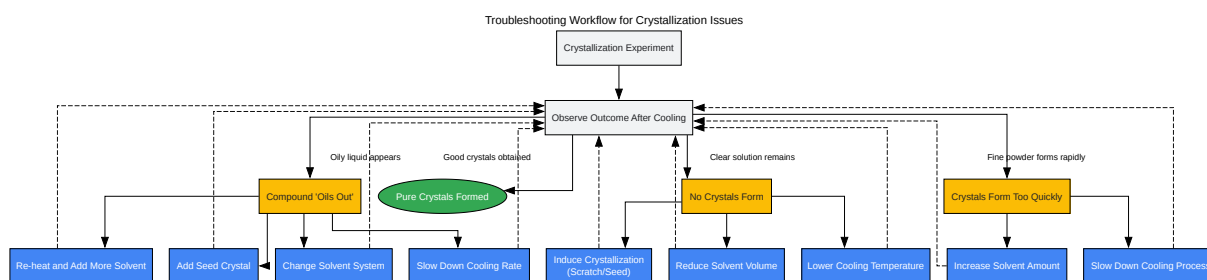 Troubleshooting Workflow for Crystallization Issues
Crystallization Experiment
Observe Outcome After Cooling
Oily liquid appears
Good crystals obtained
Clear solution remains
Fine powder forms rapidly
Compound 'Oils Out'
Pure Crystals Formed
No Crystals Form
Crystals Form Too Quickly
Re-heat and Add More Solvent
Add Seed Crystal
Change Solvent System
Slow Down Cooling Rate
Induce Crystallization
(Scratch/Seed)
Reduce Solvent Volume
Lower Cooling Temperature
Increase Solvent Amount
Slow Down Cooling Process